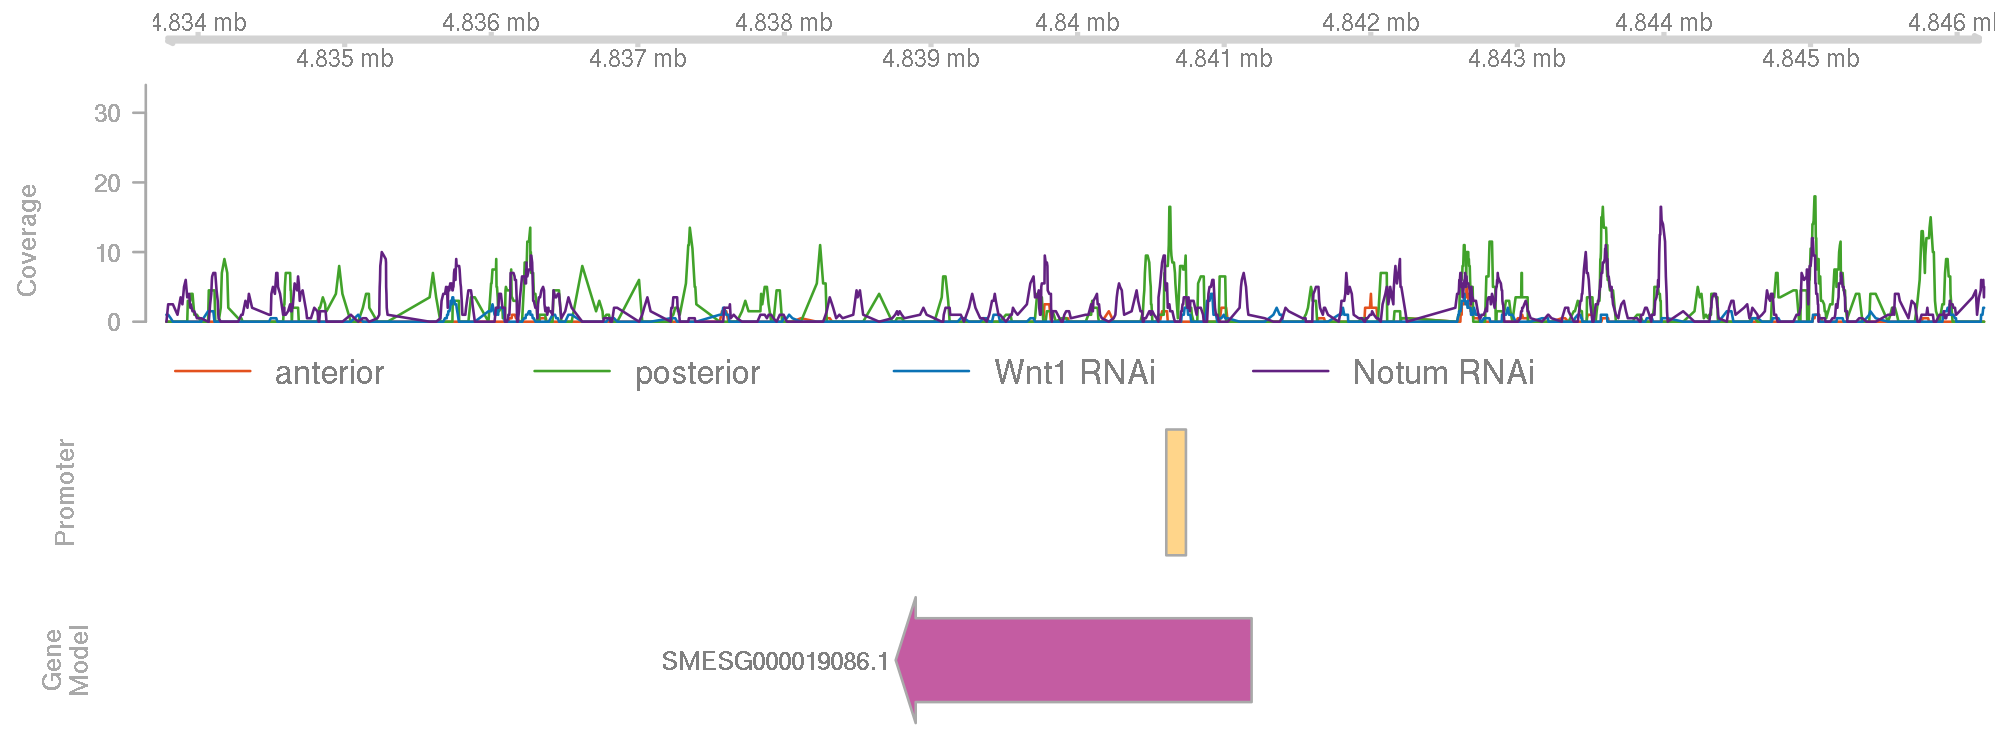 4.834 mb 4.836 mb 4.838 mb 4.84 mb 4.842 mb 4.844 mb 4.846 m
4.835 mb 4.837 mb 4.839 mb 4.841 mb 4.843 mb 4.845 mb
30
20
10
0
Coverage
anterior posterior Wnt1 RNAi Notum RNAi
Promoter
Gene
Model
SMESG000019086.1